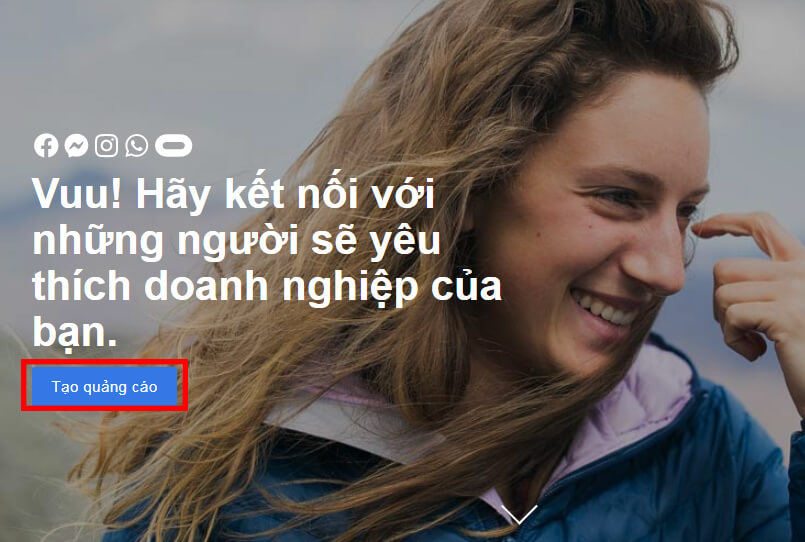 Vuu! Hãy kết nối với
những người sẽ yêu
thích doanh nghiệp của
bạn.
Tạo quảng cáo